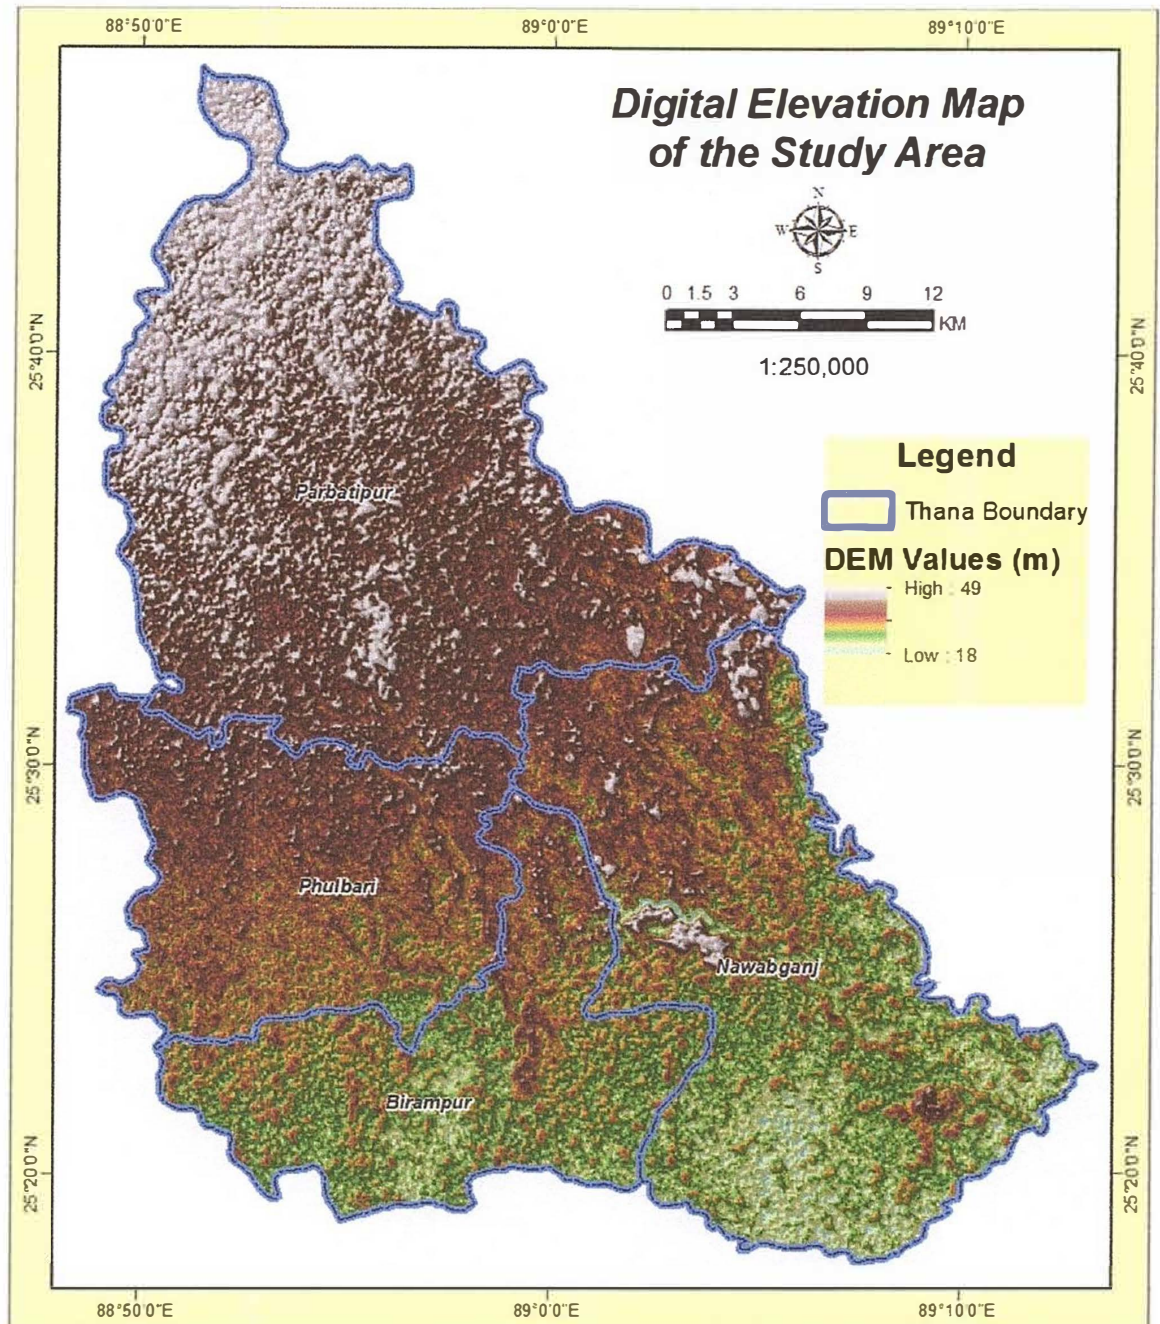 88°50'0"E 89°0'0"E 89°10'0"E
Digital Elevation Map
of the Study Area
N
W E
S
0 1.5 3 6 9 12
KM
1:250,000
25°40'0"N 25°40'0"N
Legend
Thana Boundary
DEM Values (m)
High : 49
Low : 18
Parbatipur
25°30'0"N 25°30'0"N
Phulbari
Nawabganj
Birampur
25°20'0"N 25°20'0"N
88°50'0"E 89°0'0"E 89°10'0"E